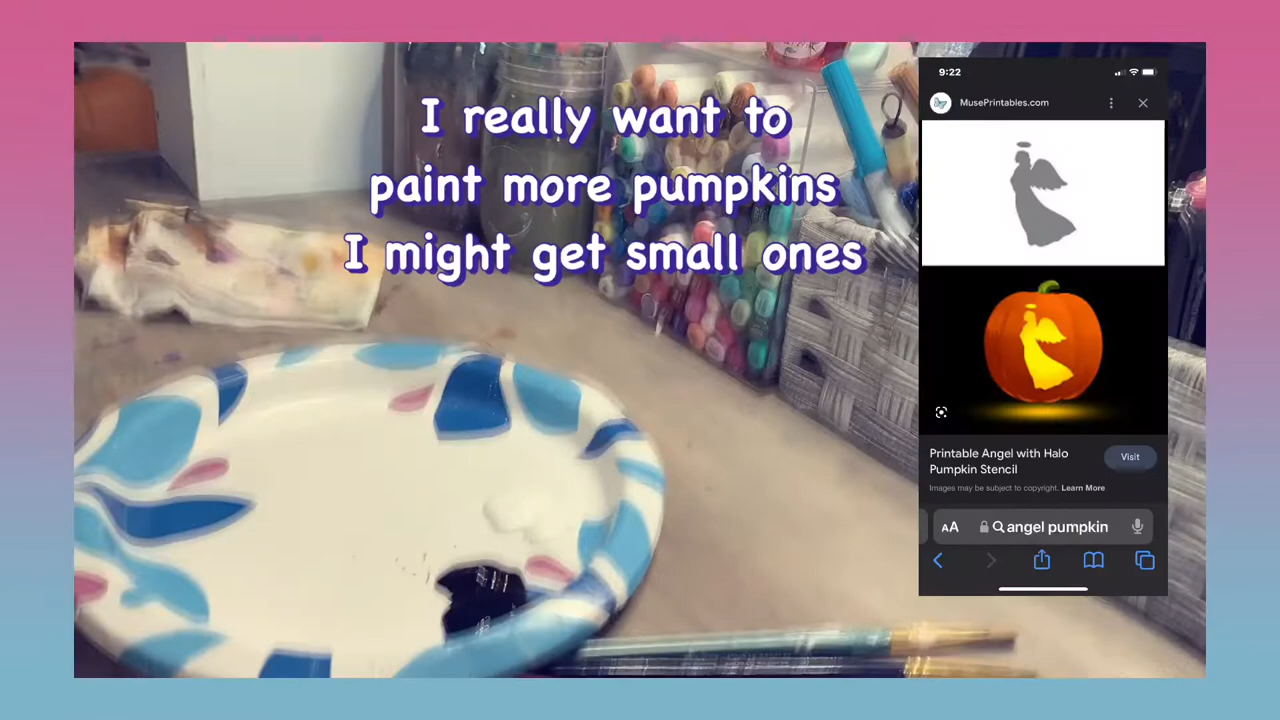 I really want to
paint more pumpkins
I might get small ones
9:22
MusePrintables.com
Printable Angel with Halo
Pumpkin Stencil
Visit
Images may be subject to copyright. Learn More
AA
angel pumpkin